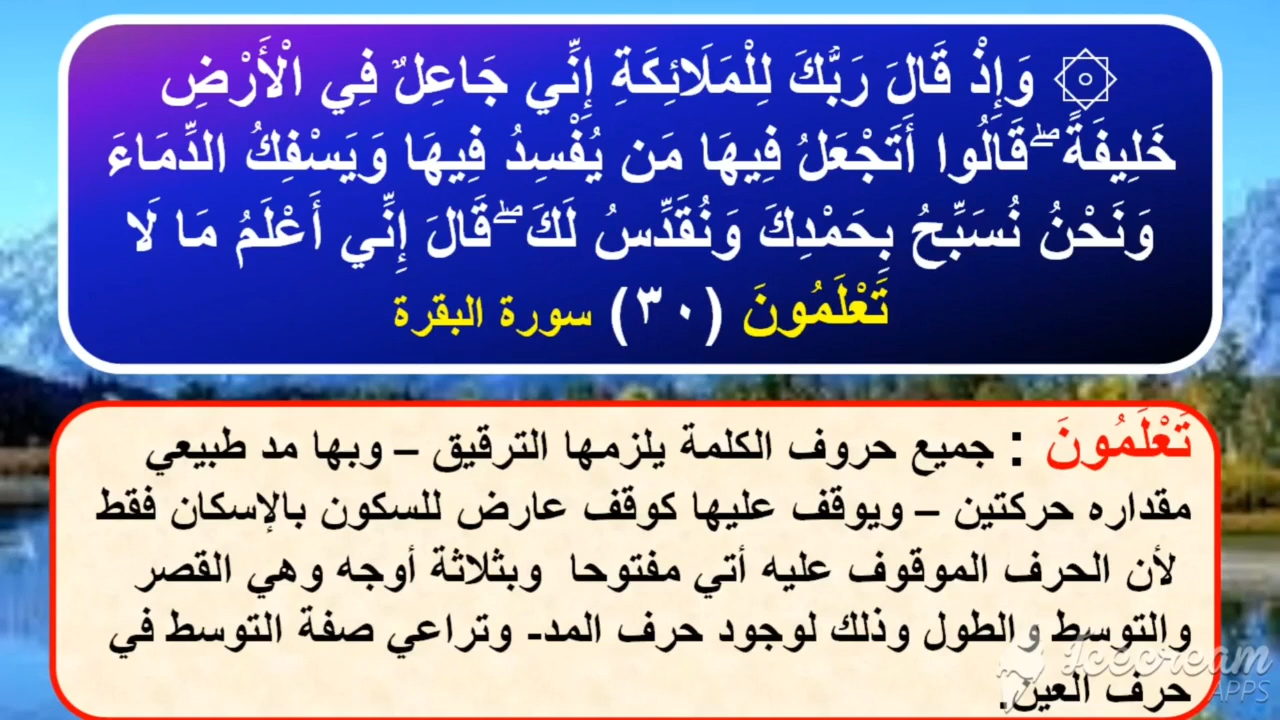 ۞ وَإِذْ قَالَ رَبُّكَ لِلْمَلَائِكَةِ إِنِّي جَاعِلٌ فِي الْأَرْضِ
خَلِيفَةً ۖ قَالُوا أَتَجْعَلُ فِيهَا مَن يُفْسِدُ فِيهَا وَيَسْفِكُ الدِّمَاءَ
وَنَحْنُ نُسَبِّحُ بِحَمْدِكَ وَنُقَدِّسُ لَكَ ۖ قَالَ إِنِّي أَعْلَمُ مَا لَا
تَعْلَمُونَ (٣٠) سورة البقرة
تَعْلَمُونَ : جميع حروف الكلمة يلزمها الترقيق – وبها مد طبيعي
مقداره حركتين – ويوقف عليها كوقف عارض للسكون بالإسكان فقط
لأن الحرف الموقوف عليه أتي مفتوحا وبثلاثة أوجه وهي القصر
والتوسط والطول وذلك لوجود حرف المد- وتراعي صفة التوسط في
حرف العين.
Icecream
APPS